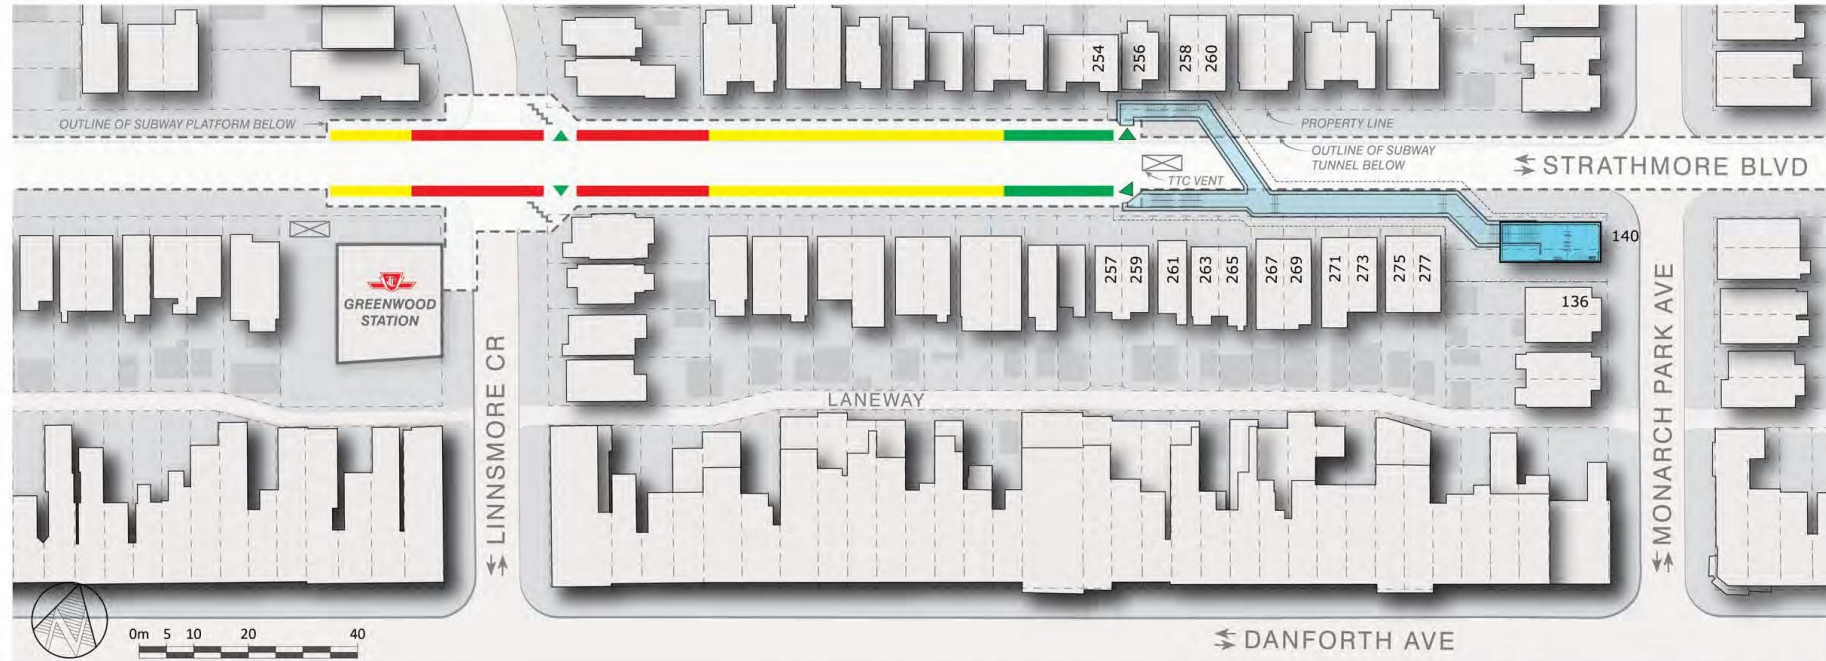 254
256
258
260
OUTLINE OF SUBWAY PLATFORM BELOW
PROPERTY LINE
OUTLINE OF SUBWAY
TUNNEL BELOW
STRATHMORE BLVD
TTC VENT
140
GREENWOOD
STATION
257
259
261
263
265
267
269
271
273
275
277
136
LINNSMORE CR
LANEWAY
MONARCH PARK AVE
N
0m 5 10 20 40
DANFORTH AVE